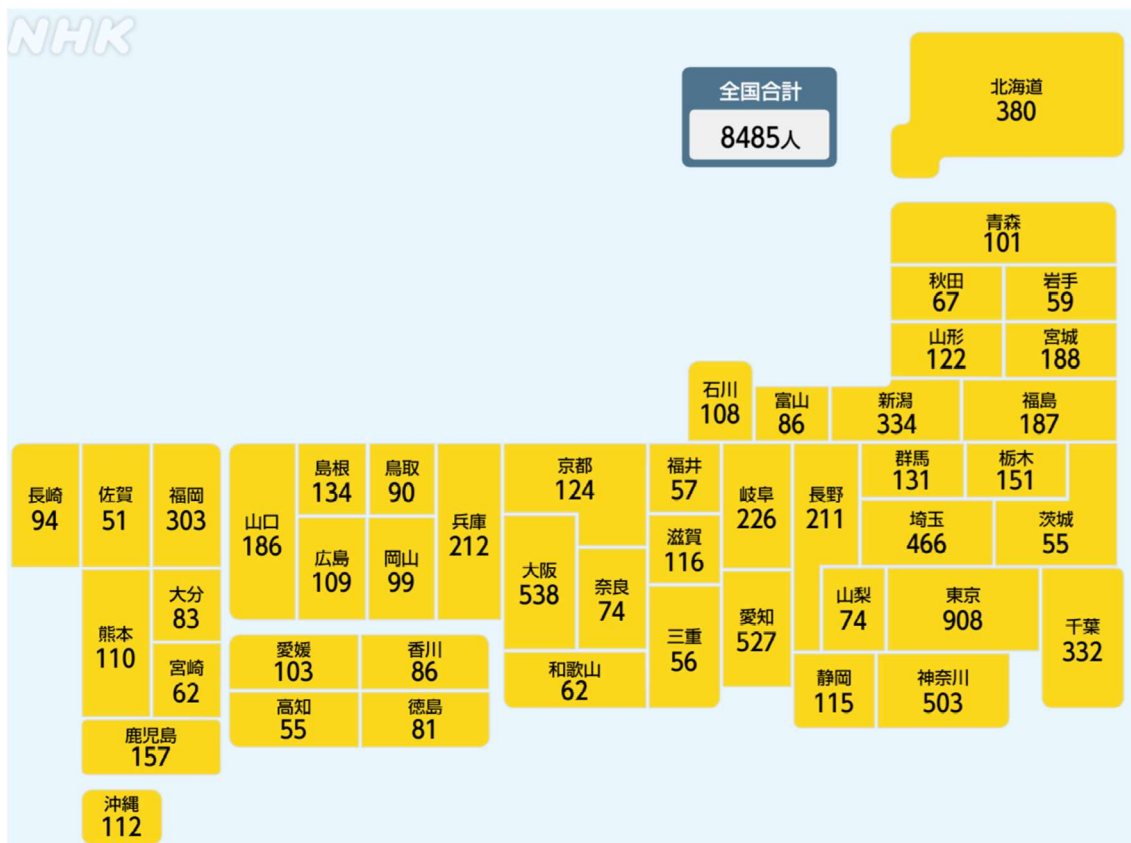 NHK
全国合計
8485人
北海道
380
青森
101
秋田
67
岩手
59
山形
122
宮城
188
石川
108
富山
86
新潟
334
福島
187
長崎
94
佐賀
51
福岡
303
山口
186
島根
134
鳥取
90
兵庫
212
京都
124
福井
57
岐阜
226
長野
211
群馬
131
栃木
151
埼玉
466
茨城
55
広島
109
岡山
99
大阪
538
奈良
74
滋賀
116
三重
56
愛知
527
山梨
74
東京
908
千葉
332
熊本
110
大分
83
宮崎
62
愛媛
103
香川
86
和歌山
62
静岡
115
神奈川
503
高知
55
徳島
81
鹿児島
157
沖縄
112